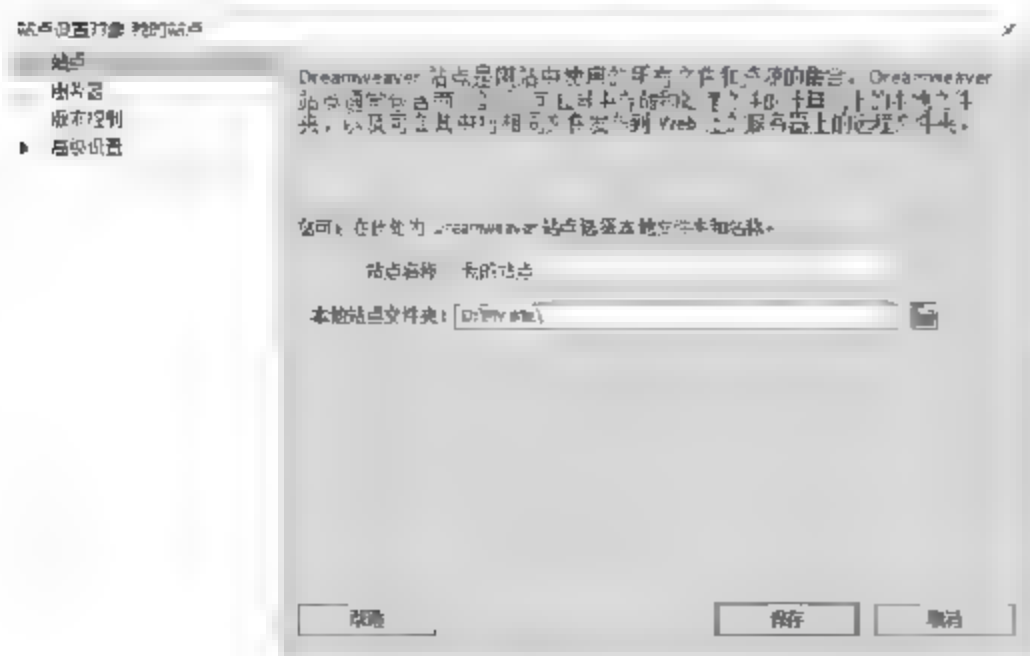 站点设置对象 我的站点
站点
服务器
版本控制
高级设置
Dreamweaver 站点是网站中使用的所有文件和资源的集合。Dreamweaver
站点通常包含两 可在其中存储和处理文件的计算机上的本地文件
夹，以及可在其中将相同文件发布到 Web 上的服务器上的远程文件夹。
您可以在此处为 Dreamweaver 站点选择本地文件夹和名称。
站点名称 我的站点
本地站点文件夹： D:\
保存
取消